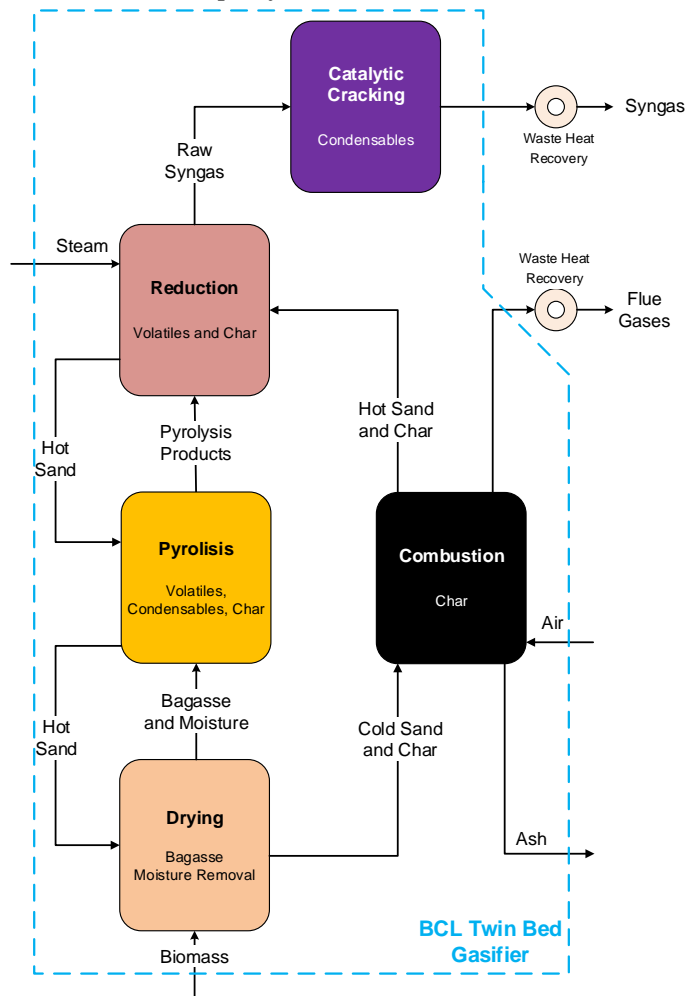 Catalytic
Cracking
Condensables
Syngas
Waste Heat
Recovery
Raw
Syngas
Steam
Reduction
Volatiles and Char
Waste Heat
Recovery
Flue
Gases
Hot
Sand
Pyrolysis
Products
Hot Sand
and Char
Pyrolisis
Volatiles,
Condensables, Char
Combustion
Char
Air
Hot
Sand
Bagasse
and Moisture
Cold Sand
and Char
Drying
Bagasse
Moisture Removal
Ash
BCL Twin Bed
Gasifier
Biomass